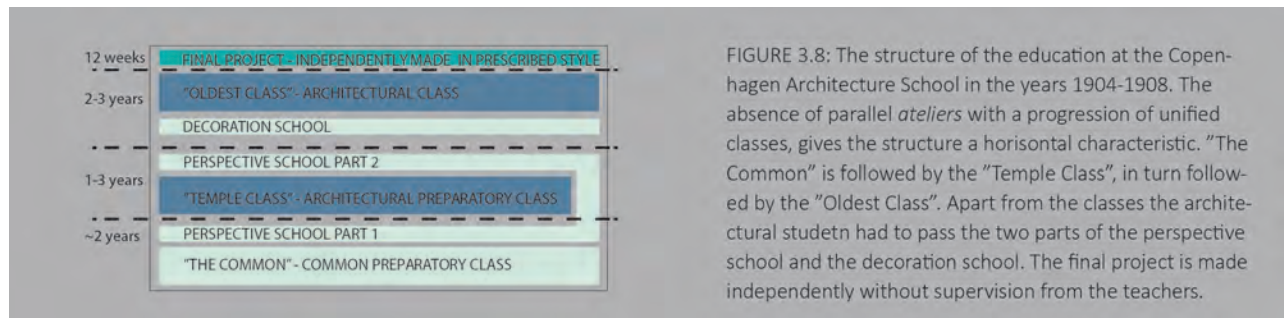 12 weeks
FINAL PROJECT - INDEPENDENTLY MADE IN PRESCRIBED STYLE
2-3 years
"OLDEST CLASS" - ARCHITECTURAL CLASS
DECORATION SCHOOL
PERSPECTIVE SCHOOL PART 2
1-3 years
"TEMPLE CLASS" - ARCHITECTURAL PREPARATORY CLASS
~2 years
PERSPECTIVE SCHOOL PART 1
"THE COMMON" - COMMON PREPARATORY CLASS
FIGURE 3.8: The structure of the education at the Copen-
hagen Architecture School in the years 1904-1908. The
absence of parallel ateliers with a progression of unified
classes, gives the structure a horisontal characteristic. "The
Common" is followed by the "Temple Class", in turn follow-
ed by the "Oldest Class". Apart from the classes the archite-
ctural studetn had to pass the two parts of the perspective
school and the decoration school. The final project is made
independently without supervision from the teachers.